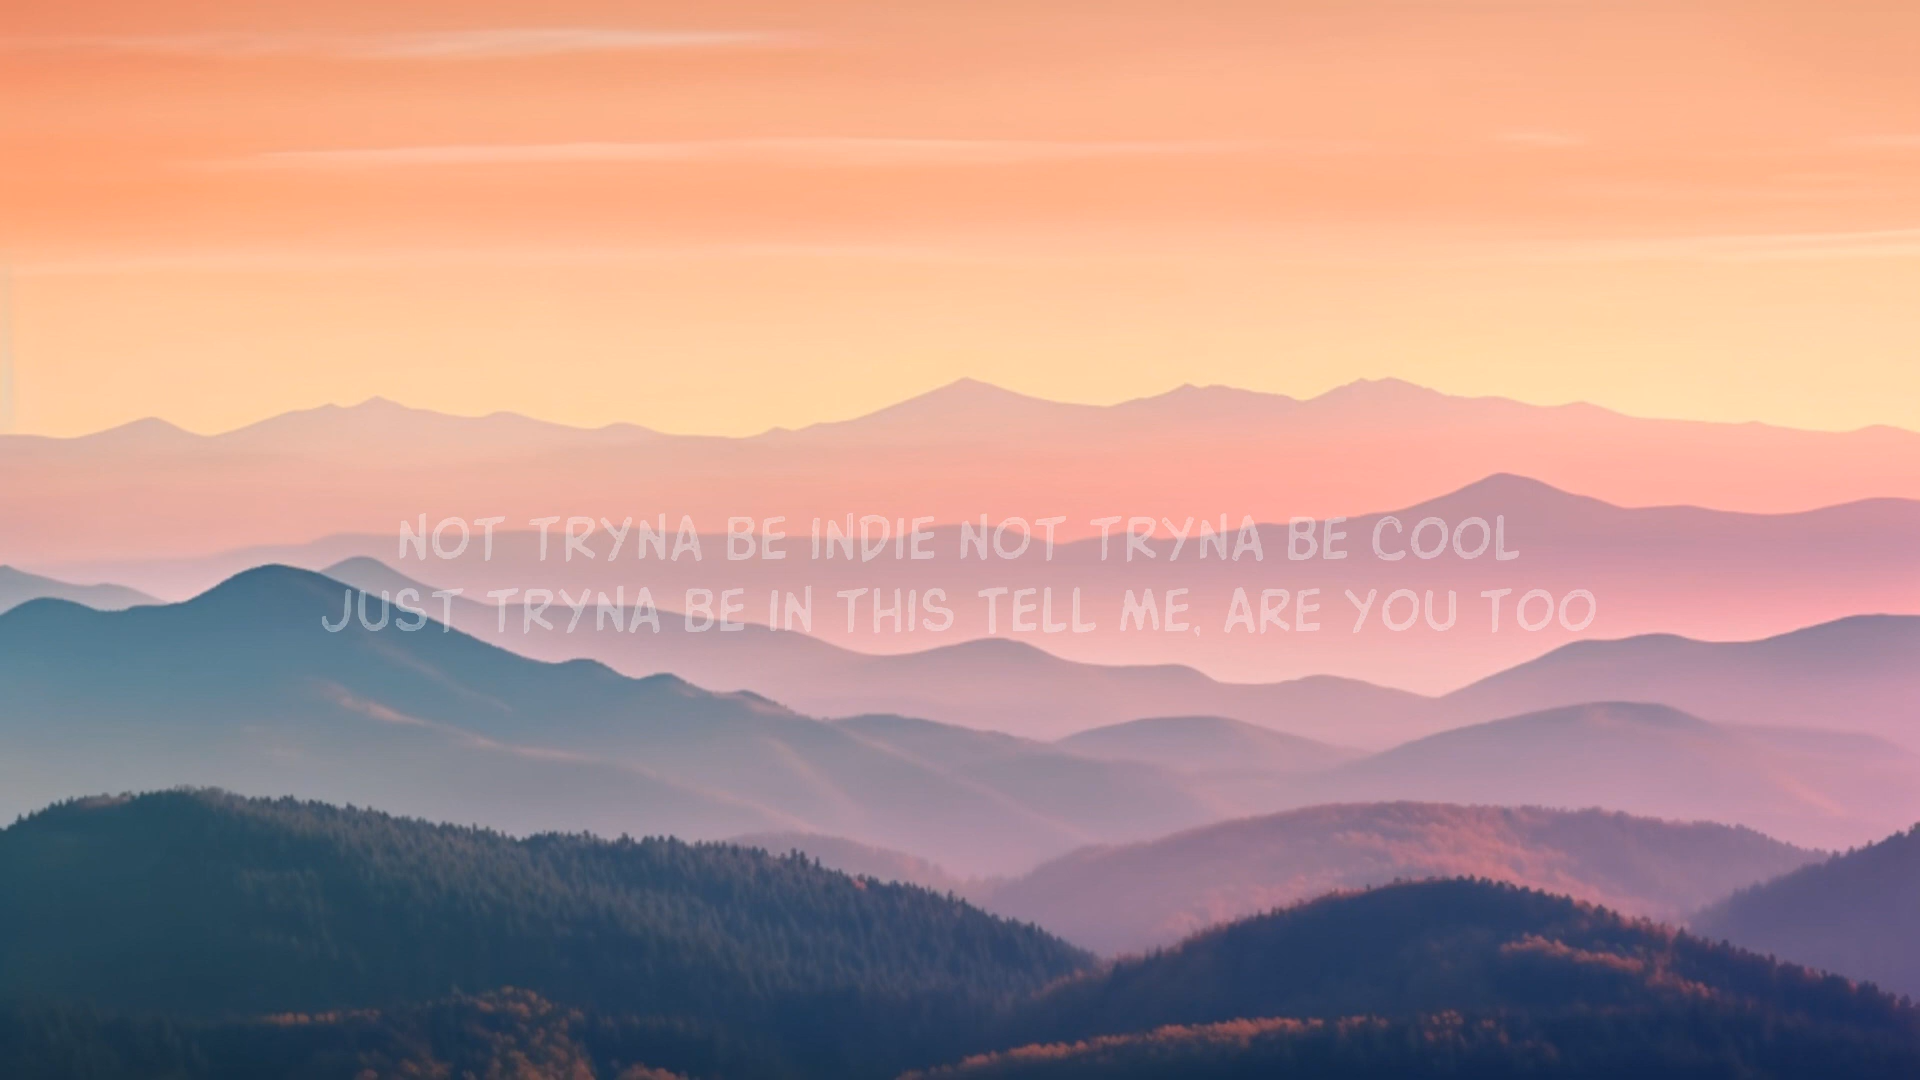 NOT TRYNA BE INDIE NOT TRYNA BE COOL
JUST TRYNA BE IN THIS TELL ME, ARE YOU TOO